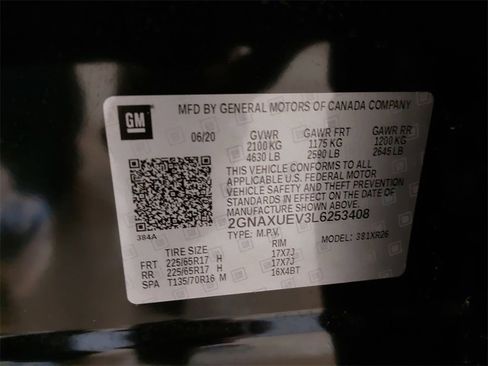 GM
MFD BY GENERAL MOTORS OF CANADA COMPANY
06/20 GVWR GAWR FRT GAWR RR
2100 KG 1175 KG 1200 KG
4630 LB 2590 LB 2645 LB
THIS VEHICLE CONFORMS TO ALL
APPLICABLE U.S. FEDERAL MOTOR
VEHICLE SAFETY AND THEFT PREVENTION
STANDARDS IN EFFECT ON THE DATE OF
MANUFACTURE SHOWN ABOVE.
2GNAXUEV3L6253408
384A TYPE: M.P.V. MODEL: 381XR26
TIRE SIZE RIM
FRT 225/65R17 H 17X7J
RR 225/65R17 H 17X7J
SPA T135/70R16 M 16X4BT